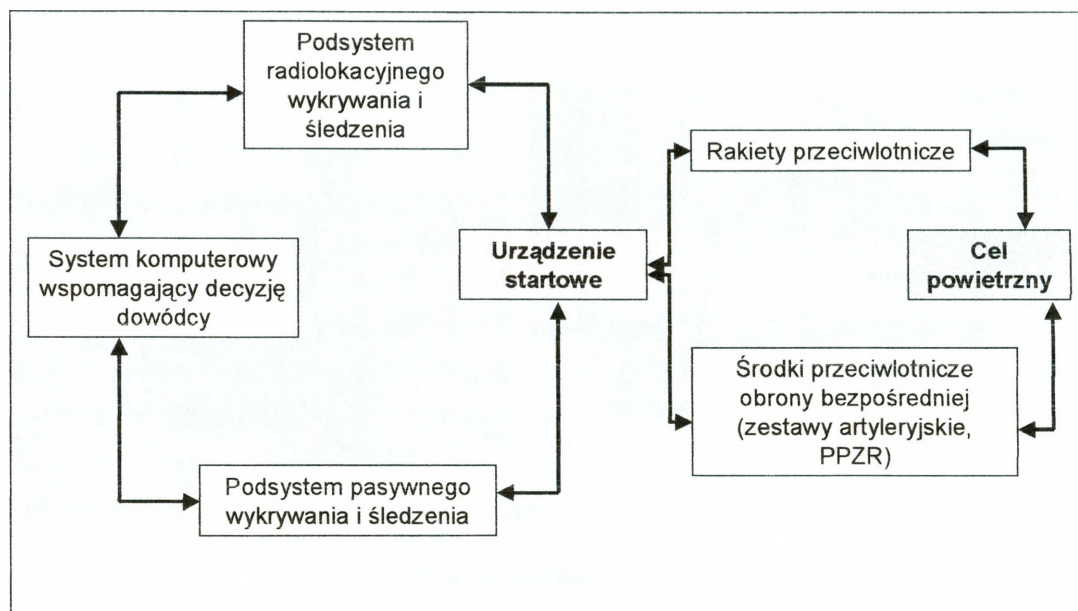 Podsystem
radiolokacyjnego
wykrywania i
śledzenia
Rakiety przeciwlotnicze
System komputerowy
wspomagający decyzję
dowódcy
Urządzenie
startowe
Cel
powietrzny
Środki przeciwlotnicze
obrony bezpośredniej
(zestawy artyleryjskie,
PPZR)
Podsystem pasywnego
wykrywania i śledzenia